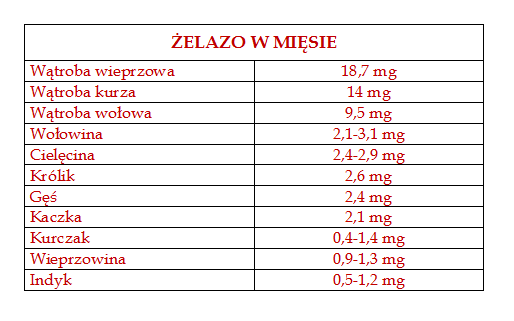 ŻELAZO W MIĘSIE
Wątroba wieprzowa 18,7 mg
Wątroba kurza 14 mg
Wątroba wołowa 9,5 mg
Wołowina 2,1-3,1 mg
Cielęcina 2,4-2,9 mg
Królik 2,6 mg
Gęś 2,4 mg
Kaczka 2,1 mg
Kurczak 0,4-1,4 mg
Wieprzowina 0,9-1,3 mg
Indyk 0,5-1,2 mg